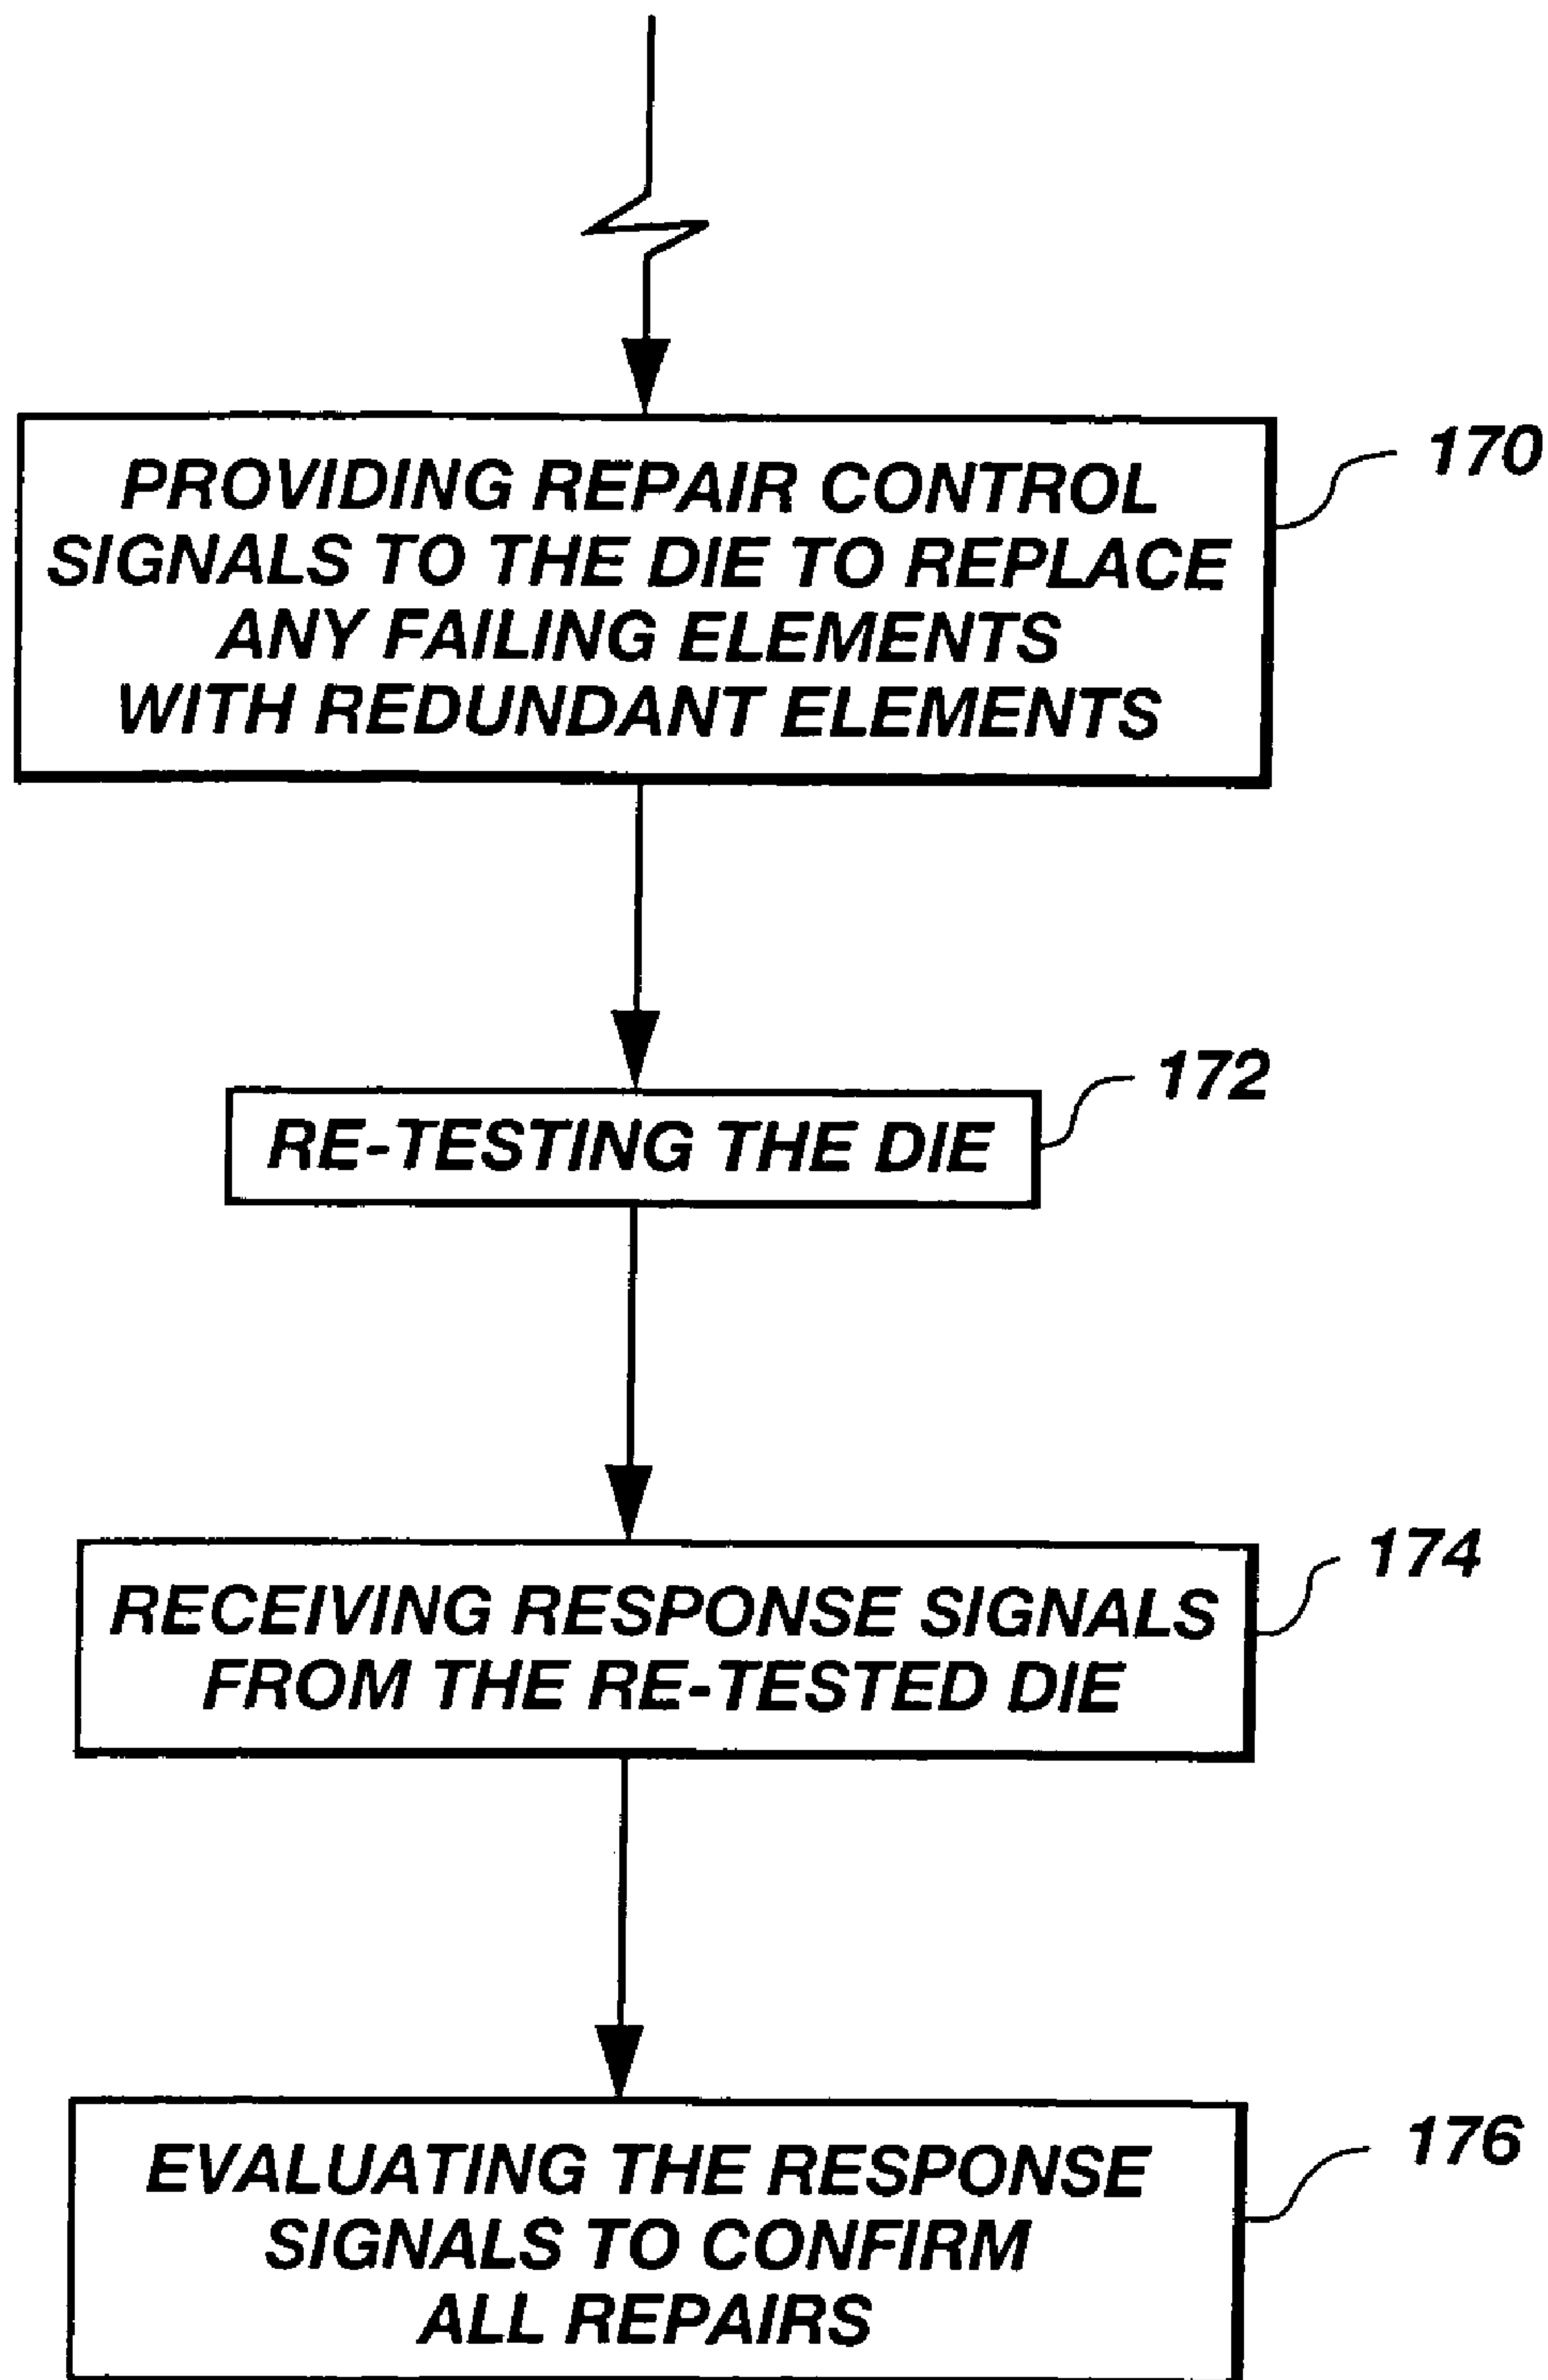 PROVIDING REPAIR CONTROL
SIGNALS TO THE DIE TO REPLACE
ANY FAILING ELEMENTS
WITH REDUNDANT ELEMENTS
170
RE-TESTING THE DIE
172
RECEIVING RESPONSE SIGNALS
FROM THE RE-TESTED DIE
174
EVALUATING THE RESPONSE
SIGNALS TO CONFIRM
ALL REPAIRS
176